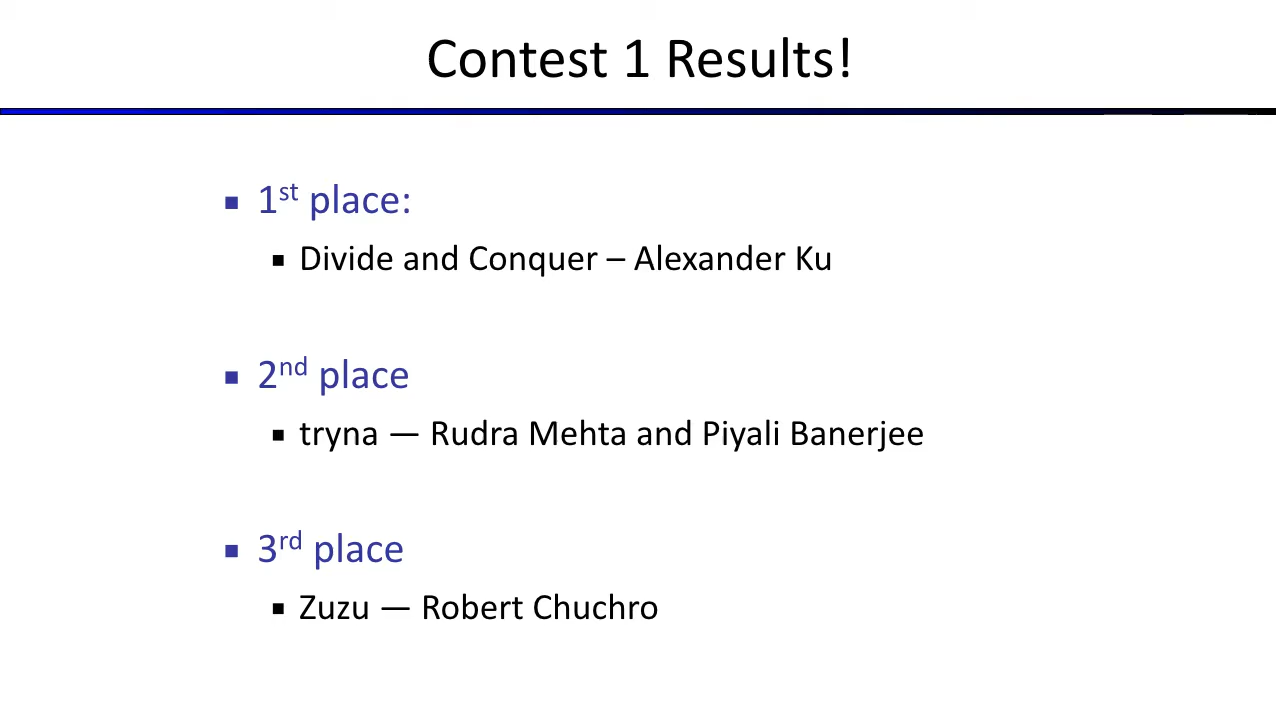 Contest 1 Results!
▪ 1st place:
▪ Divide and Conquer – Alexander Ku
▪ 2nd place
▪ tryna — Rudra Mehta and Piyali Banerjee
▪ 3rd place
▪ Zuzu — Robert Chuchro